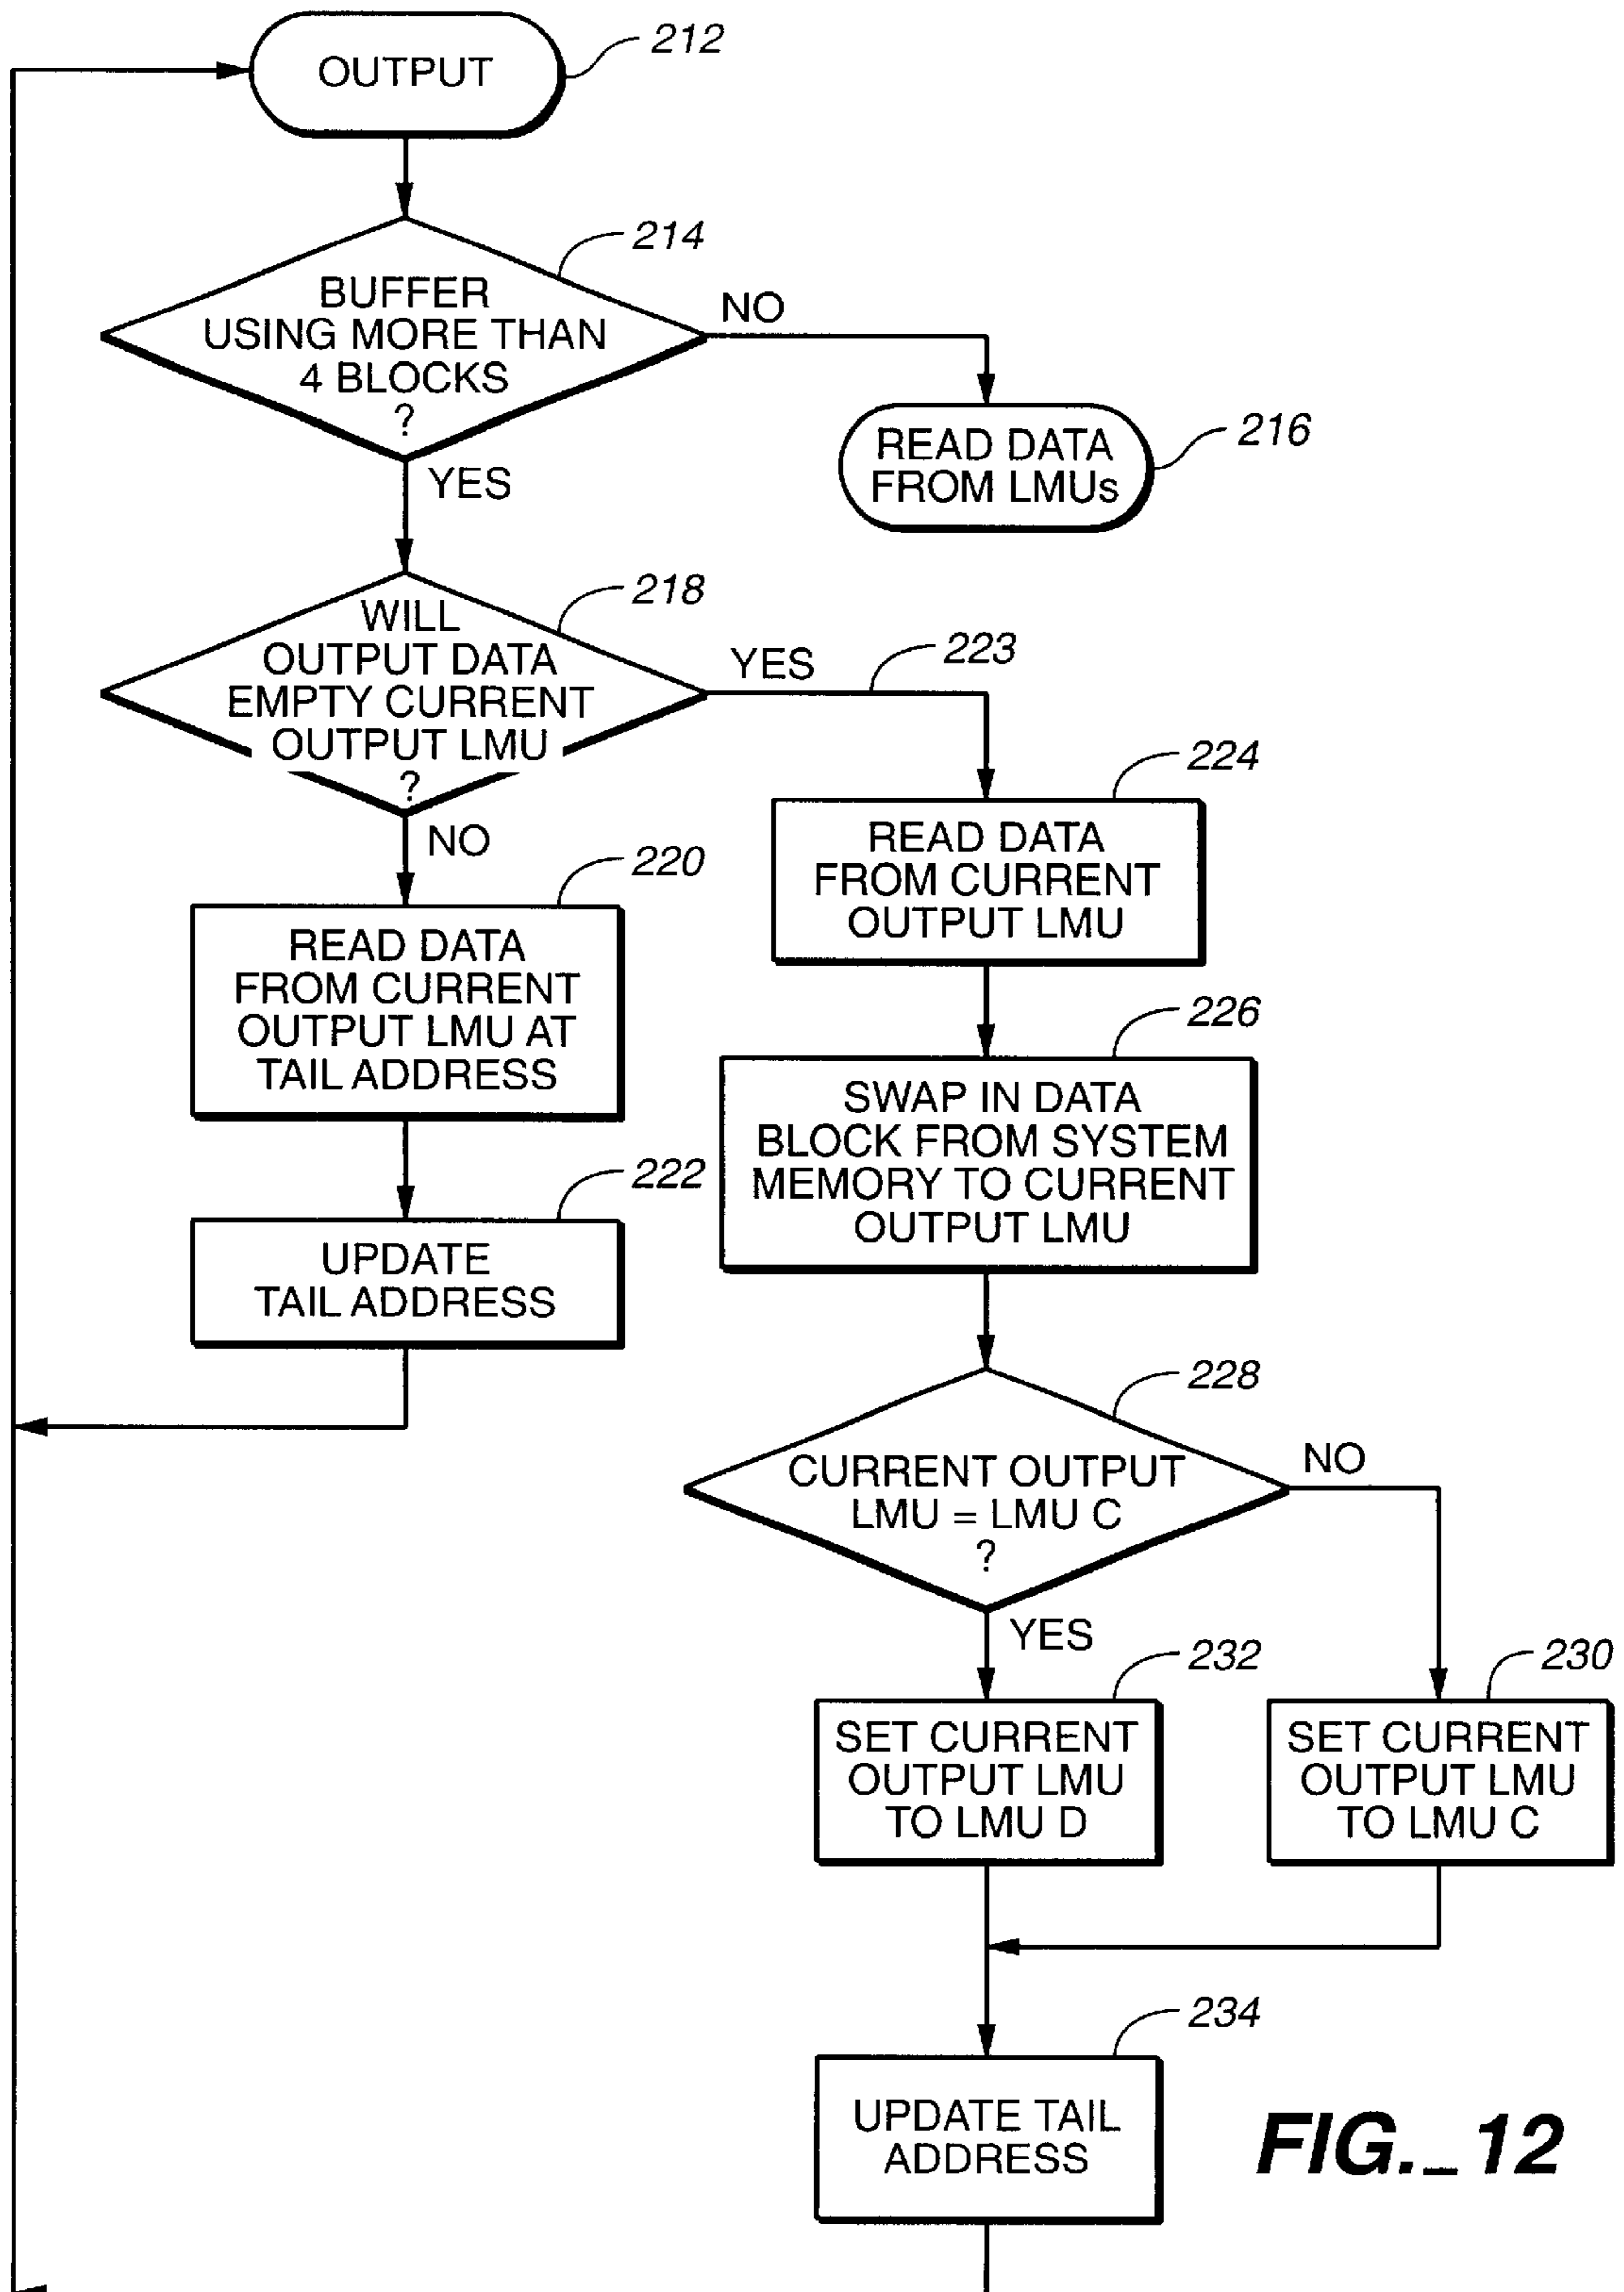 OUTPUT
212
BUFFER
USING MORE THAN
4 BLOCKS
?
214
NO
YES
READ DATA
FROM LMUs
216
WILL
OUTPUT DATA
EMPTY CURRENT
OUTPUT LMU
?
218
YES
223
NO
READ DATA
FROM CURRENT
OUTPUT LMU AT
TAIL ADDRESS
220
UPDATE
TAIL ADDRESS
222
READ DATA
FROM CURRENT
OUTPUT LMU
224
SWAP IN DATA
BLOCK FROM SYSTEM
MEMORY TO CURRENT
OUTPUT LMU
226
CURRENT OUTPUT
LMU = LMU C
?
228
NO
YES
SET CURRENT
OUTPUT LMU
TO LMU D
232
SET CURRENT
OUTPUT LMU
TO LMU C
230
UPDATE TAIL
ADDRESS
234
FIG._12